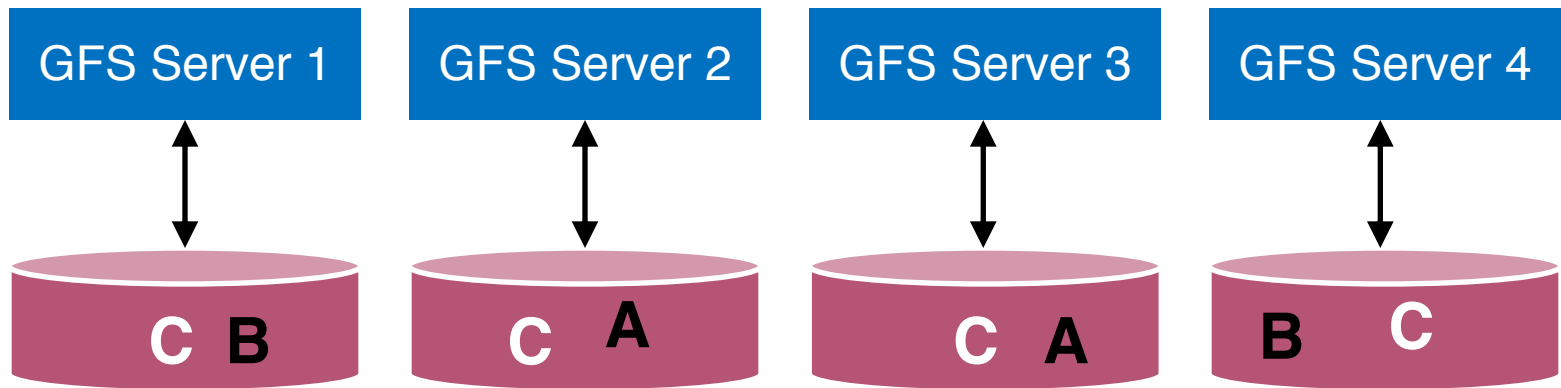 GFS Server 1
GFS Server 2
GFS Server 3
GFS Server 4
C B
C A
C A
B C